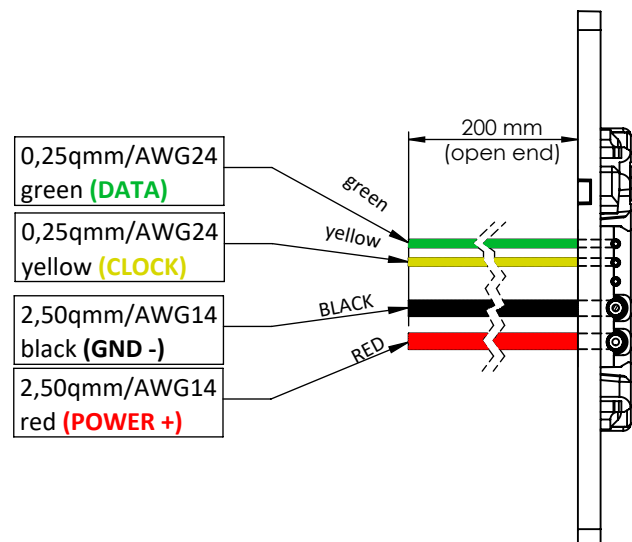 200 mm
(open end)
0,25qmm/AWG24
green (DATA)
green
0,25qmm/AWG24
yellow (CLOCK)
yellow
2,50qmm/AWG14
black (GND -)
BLACK
2,50qmm/AWG14
red (POWER +)
RED